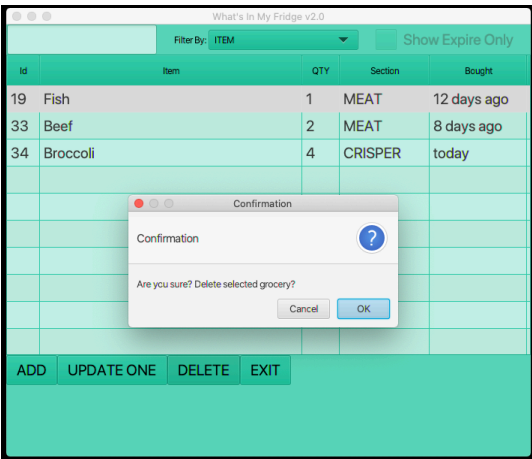 What's In My Fridge v2.0
Filter By: ITEM Show Expire Only
Id Item QTY Section Bought
19 Fish 1 MEAT 12 days ago
33 Beef 2 MEAT 8 days ago
34 Broccoli 4 CRISPER today
Confirmation
Confirmation ?
Are you sure? Delete selected grocery?
Cancel OK
ADD UPDATE ONE DELETE EXIT